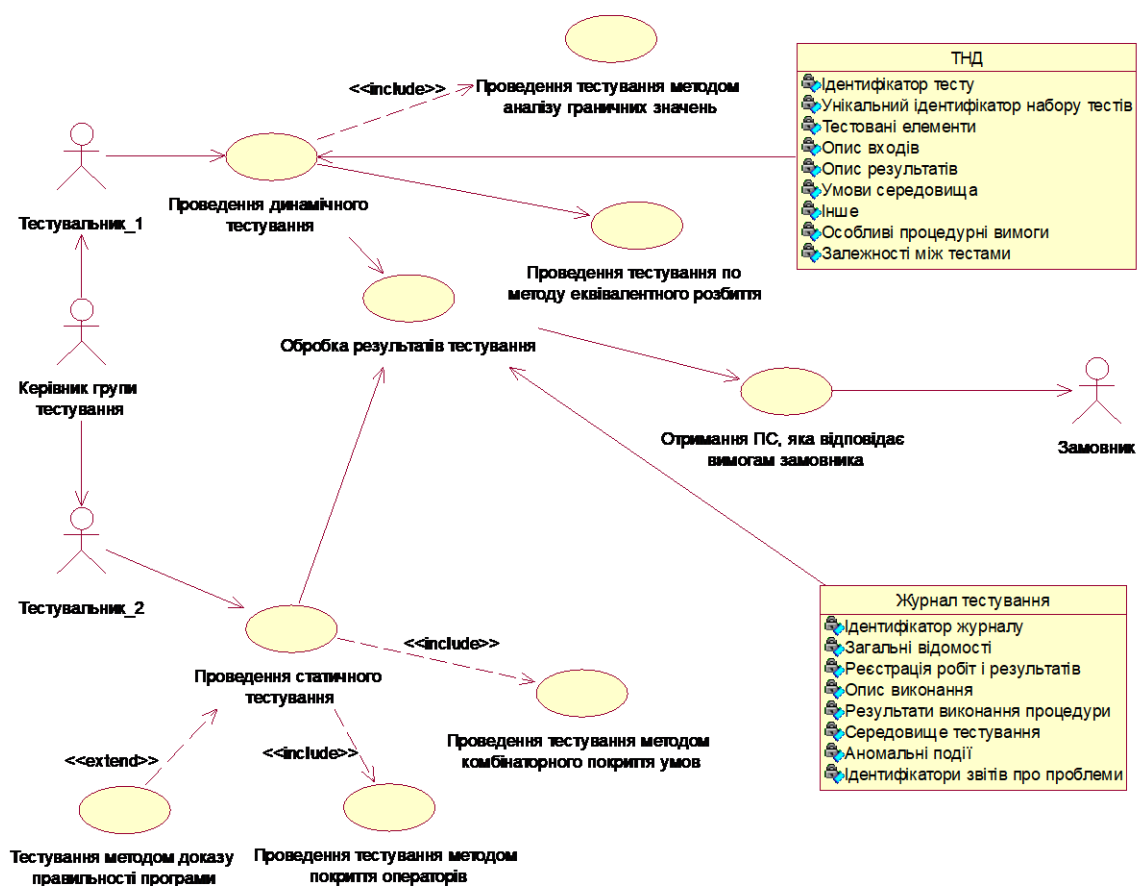 <<include>>
Проведення тестування методом
аналізу граничних значень
ТНД
Ідентифікатор тесту
Унікальний ідентифікатор набору тестів
Тестовані елементи
Опис входів
Опис результатів
Умови середовища
Інше
Особливі процедурні вимоги
Залежності між тестами
Тестувальник_1
Проведення динамічного
тестування
Проведення тестування по
методу еквівалентного розбиття
Обробка результатів тестування
Керівник групи
тестування
Отримання ПС, яка відповідає
вимогам замовника
Замовник
Тестувальник_2
Проведення статичного
тестування
<<include>>
Проведення тестування методом
комбінаторного покриття умов
<<extend>>
<<include>>
Тестування методом доказу
правильності програми
Проведення тестування методом
покриття операторів
Журнал тестування
Ідентифікатор журналу
Загальні відомості
Реєстрація робіт і результатів
Опис виконання
Результати виконання процедури
Середовище тестування
Аномальні події
Ідентифікатори звітів про проблеми